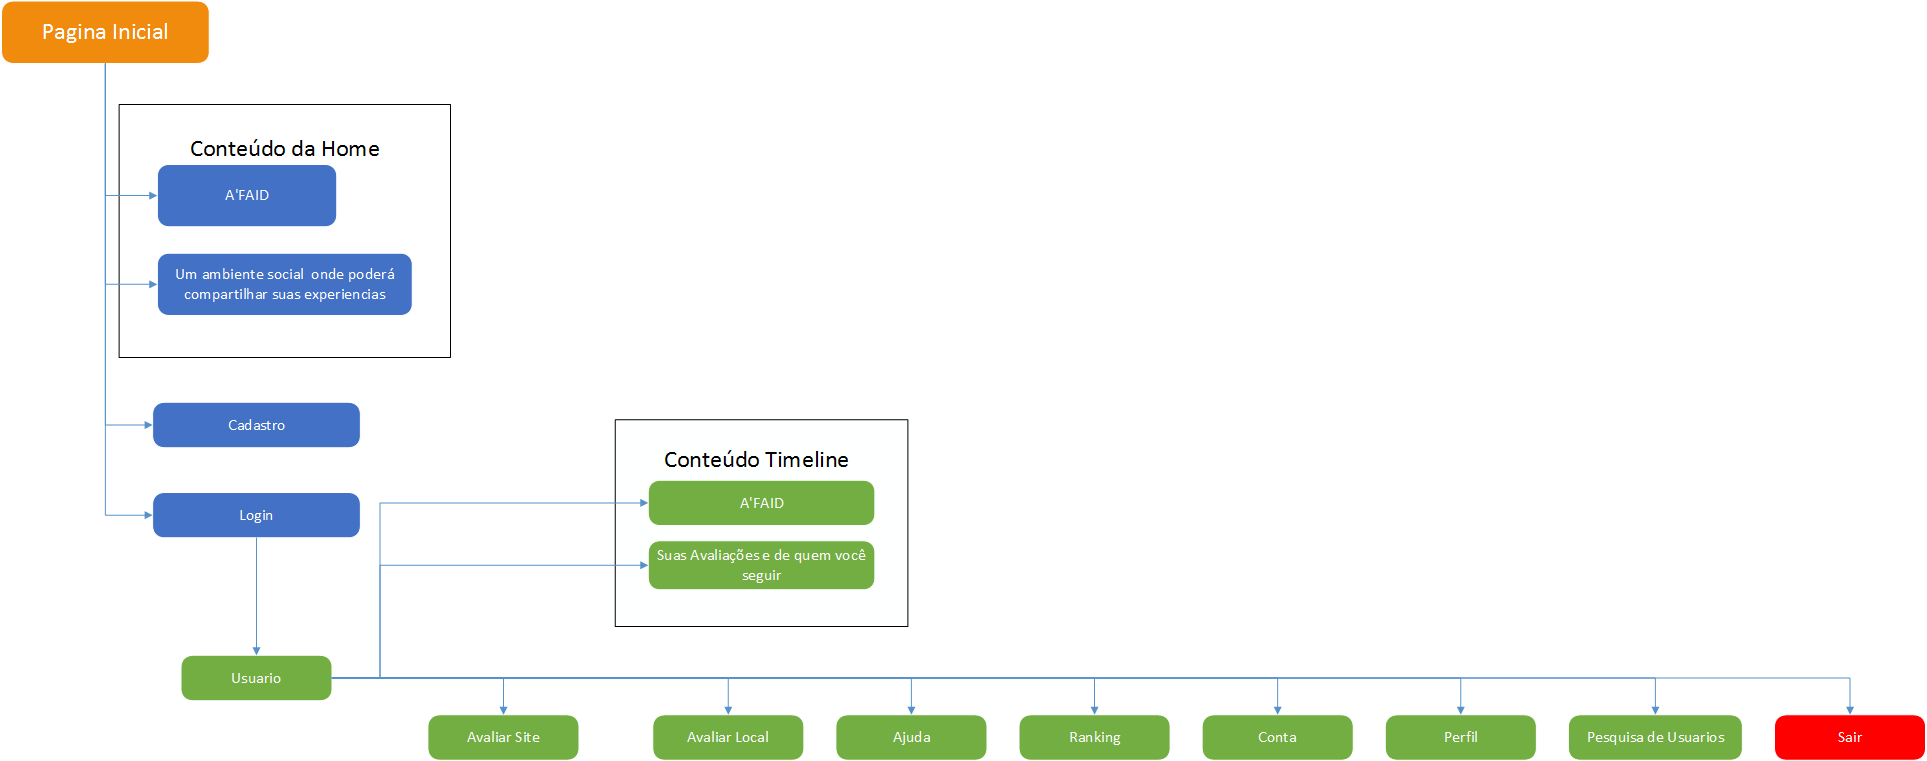 Pagina Inicial
Conteúdo da Home
A'FAID
Um ambiente social  onde poderá
compartilhar suas experiencias
Cadastro
Login
Conteúdo Timeline
A'FAID
Suas Avaliações e de quem você
seguir
Usuario
Avaliar Site
Avaliar Local
Ajuda
Ranking
Conta
Perfil
Pesquisa de Usuarios
Sair